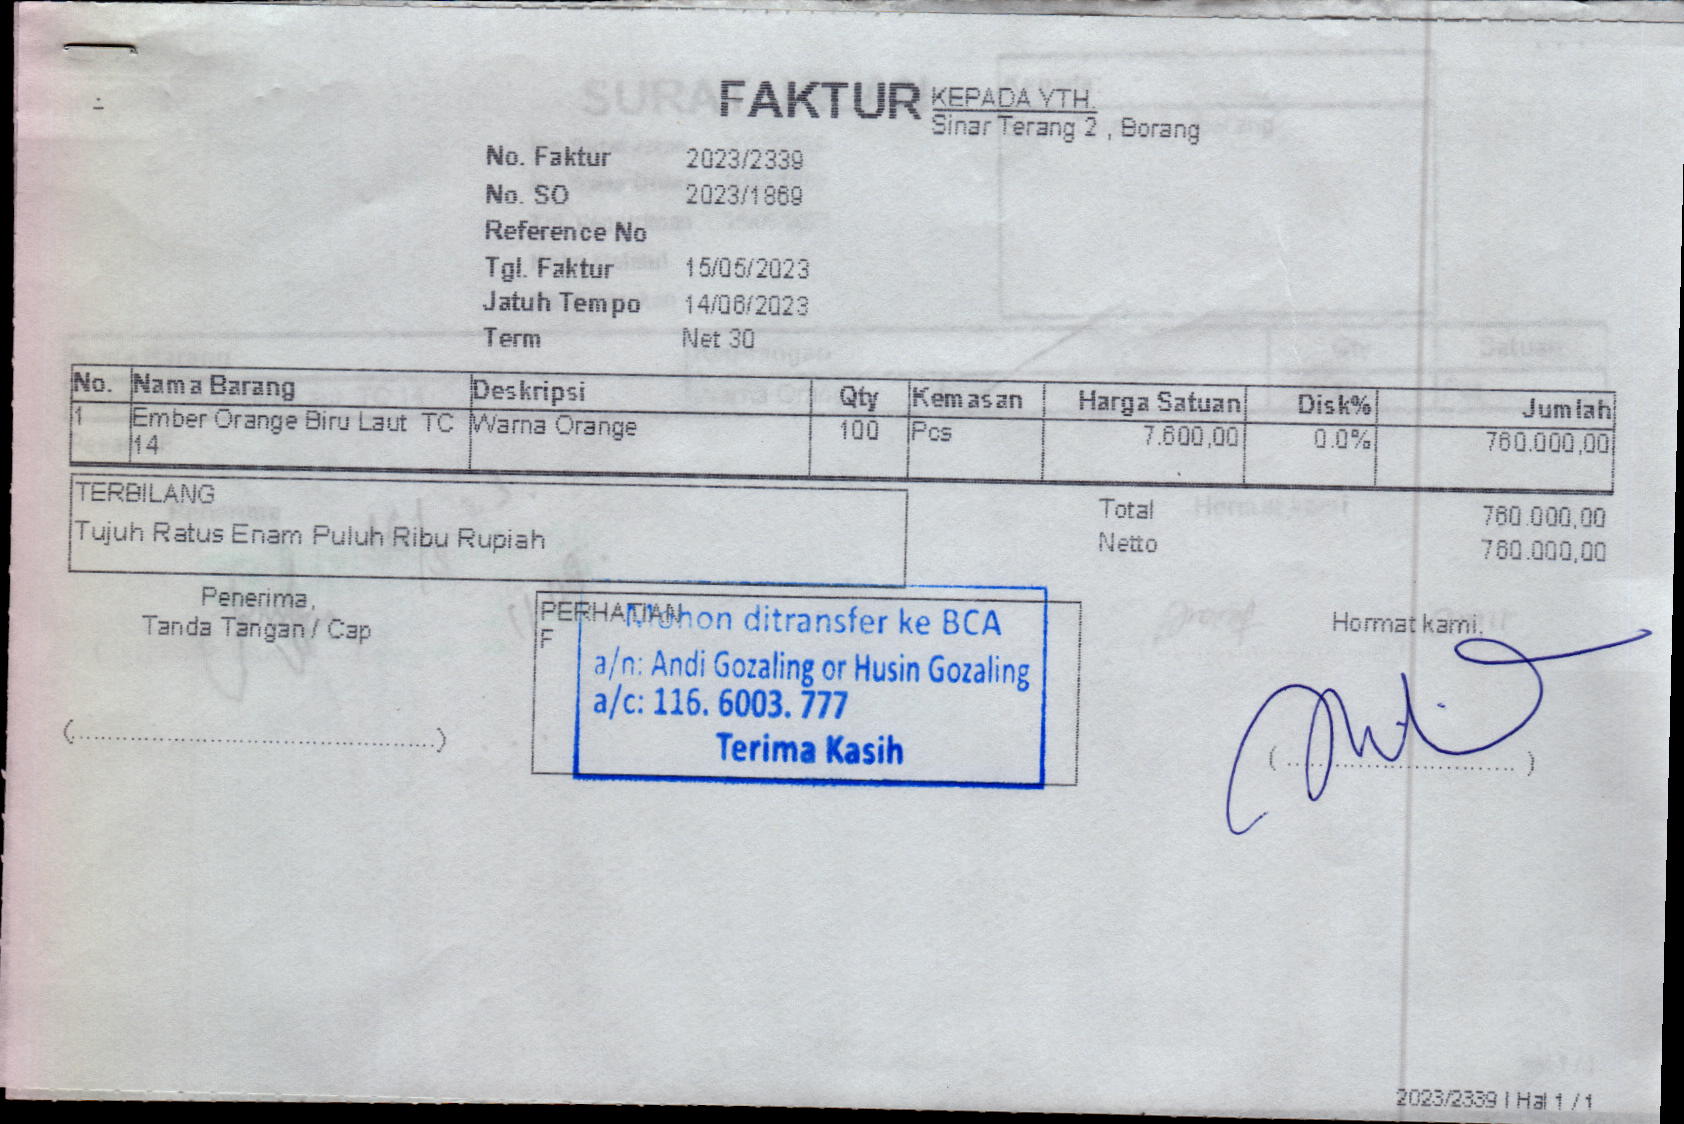 FAKTUR
KEPADA YTH.
Sinar Terang 2 , Borang
No. Faktur 2023/2339
No. SO 2023/1869
Reference No
Tgl. Faktur 15/05/2023
Jatuh Tempo 14/06/2023
Term Net 30
No. Nama Barang Deskripsi Qty Kemasan Harga Satuan Disk% Jumlah
1 Ember Orange Biru Laut TC 14 Warna Orange 100 Pcs 7.600,00 0.0% 760.000,00
TERBILANG
Tujuh Ratus Enam Puluh Ribu Rupiah
Total 760.000,00
Netto 760.000,00
Penerima,
Tanda Tangan / Cap
(........................................)
PERHATIAN
F
Mohon ditransfer ke BCA
a/n: Andi Gozaling or Husin Gozaling
a/c: 116. 6003. 777
Terima Kasih
Hormat kami,
(..............................)
2023/2339 | Hal 1 / 1